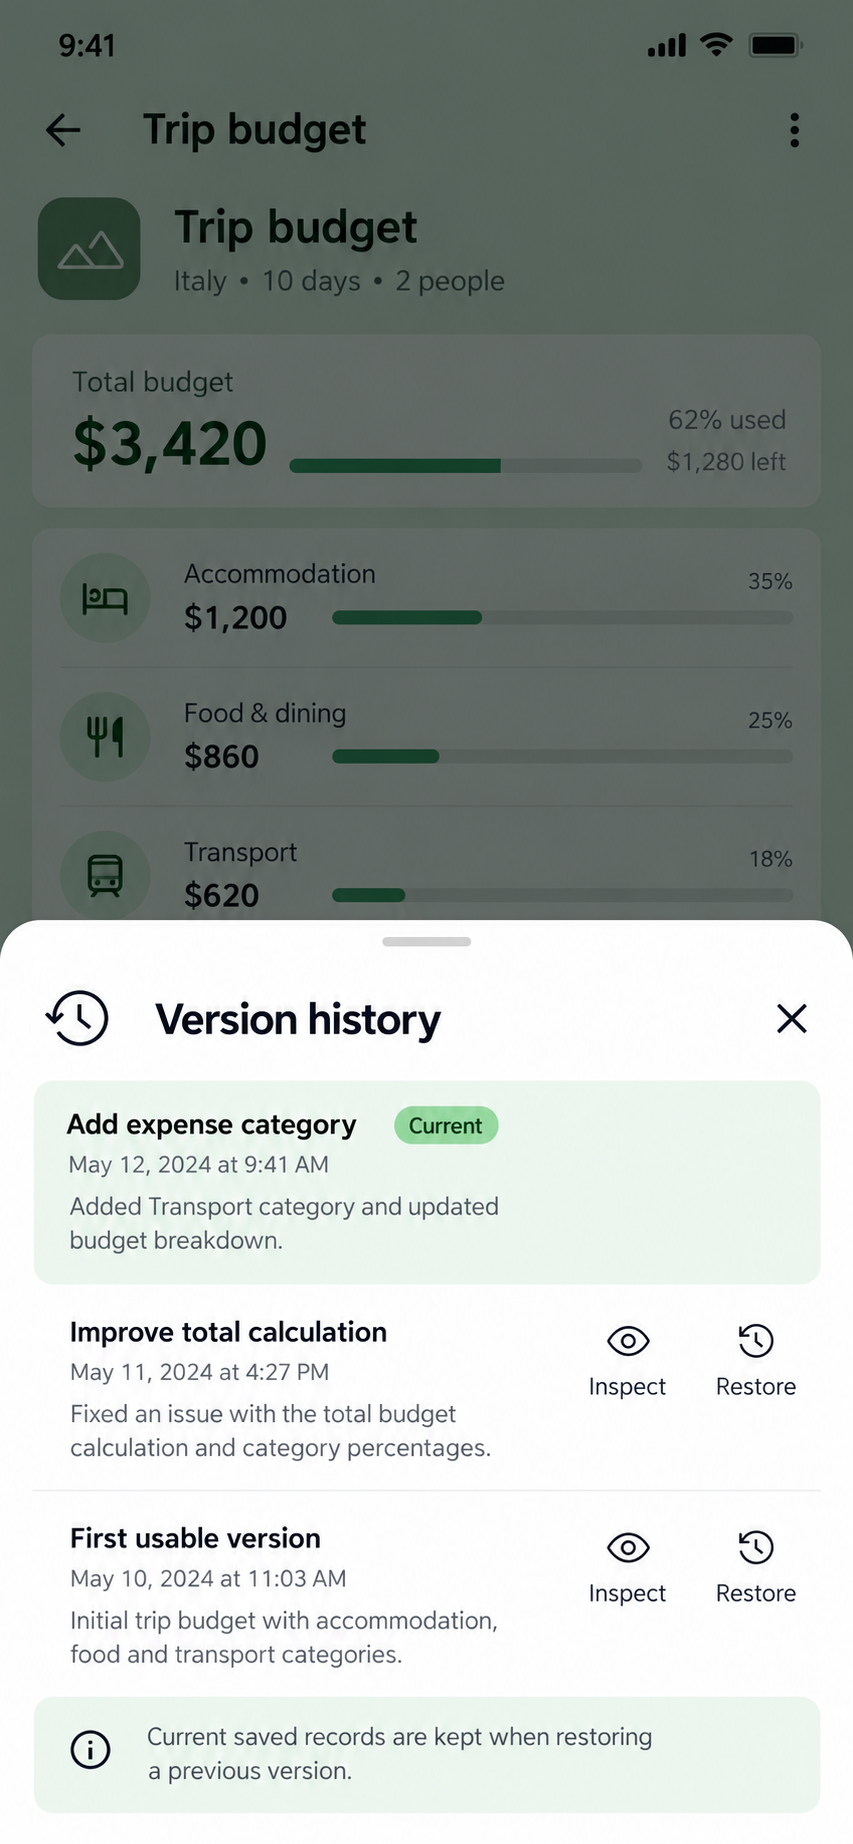 9:41
Trip budget
Trip budget
Italy • 10 days • 2 people
Total budget
$3,420
62% used
$1,280 left
Accommodation
$1,200
35%
Food & dining
$860
25%
Transport
$620
18%
Version history
Add expense category
Current
May 12, 2024 at 9:41 AM
Added Transport category and updated
budget breakdown.
Improve total calculation
May 11, 2024 at 4:27 PM
Fixed an issue with the total budget
calculation and category percentages.
Inspect
Restore
First usable version
May 10, 2024 at 11:03 AM
Initial trip budget with accommodation,
food and transport categories.
Inspect
Restore
Current saved records are kept when restoring
a previous version.